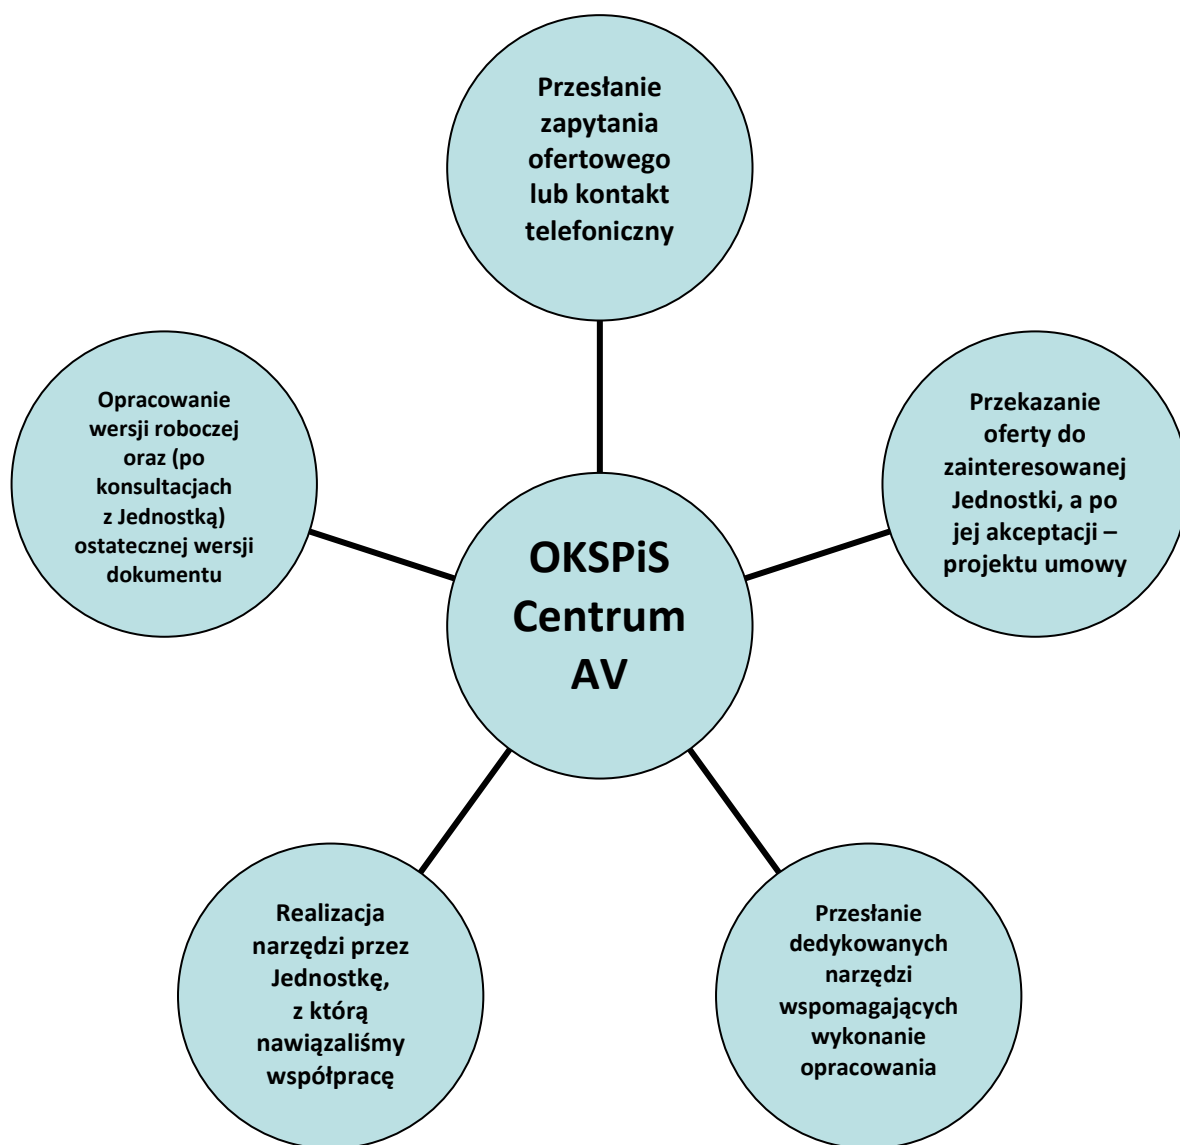 Przesłanie
zapytania
ofertowego
lub kontakt
telefoniczny
Przekazanie
oferty do
zainteresowanej
Jednostki, a po
jej akceptacji –
projektu umowy
Przesłanie
dedykowanych
narzędzi
wspomagających
wykonanie
opracowania
Realizacja
narzędzi przez
Jednostkę,
z którą
nawiązaliśmy
współpracę
Opracowanie
wersji roboczej
oraz (po
konsultacjach
z Jednostką)
ostatecznej wersji
dokumentu
OKSPiS
Centrum
AV